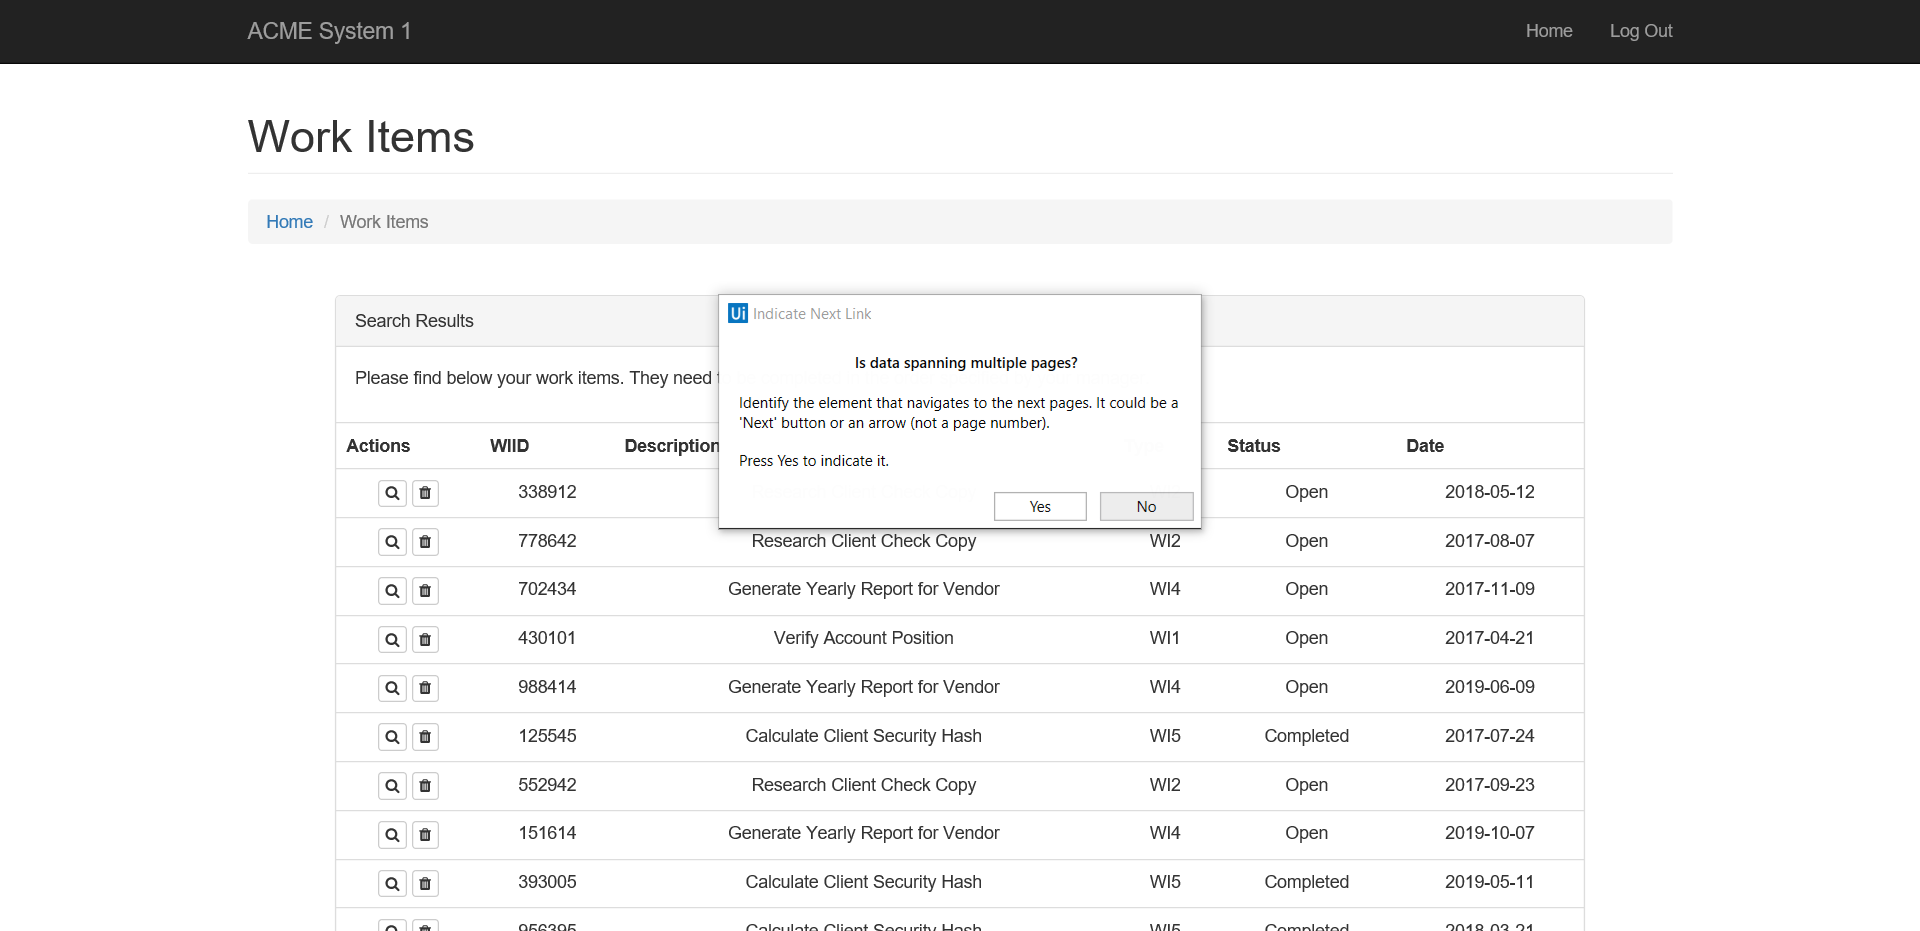 ACME System 1 Home Log Out
Work Items
Home / Work Items
Search Results
Please find below your work items. They need
Ui Indicate Next Link
Is data spanning multiple pages?
Identify the element that navigates to the next pages. It could be a
'Next' button or an arrow (not a page number).
Press Yes to indicate it.
Yes No
Actions WIID Description Type Status Date
338912 Open 2018-05-12
778642 Research Client Check Copy WI2 Open 2017-08-07
702434 Generate Yearly Report for Vendor WI4 Open 2017-11-09
430101 Verify Account Position WI1 Open 2017-04-21
988414 Generate Yearly Report for Vendor WI4 Open 2019-06-09
125545 Calculate Client Security Hash WI5 Completed 2017-07-24
552942 Research Client Check Copy WI2 Open 2017-09-23
151614 Generate Yearly Report for Vendor WI4 Open 2019-10-07
393005 Calculate Client Security Hash WI5 Completed 2019-05-11
956395 Calculate Client Security Hash WI5 Completed 2018-03-21